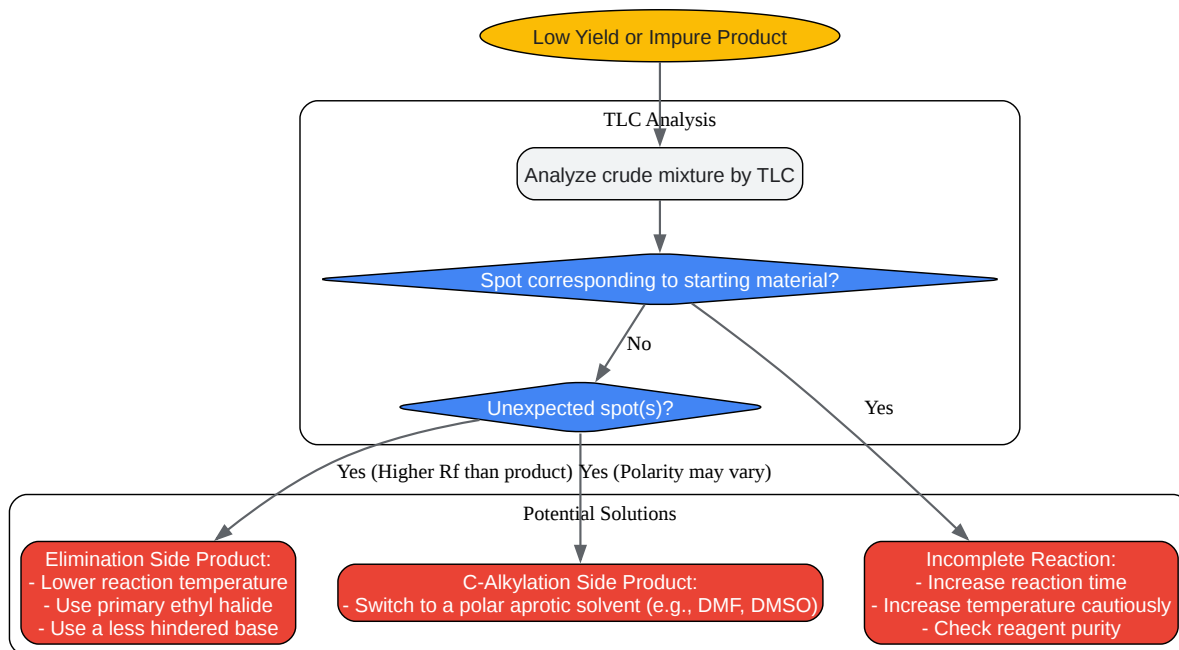 Low Yield or Impure Product
TLC Analysis
Analyze crude mixture by TLC
Spot corresponding to starting material?
No
Unexpected spot(s)?
Yes
Yes (Higher Rf than product)
Yes (Polarity may vary)
Potential Solutions
Elimination Side Product:
- Lower reaction temperature
- Use primary ethyl halide
- Use a less hindered base
C-Alkylation Side Product:
- Switch to a polar aprotic solvent (e.g., DMF, DMSO)
Incomplete Reaction:
- Increase reaction time
- Increase temperature cautiously
- Check reagent purity